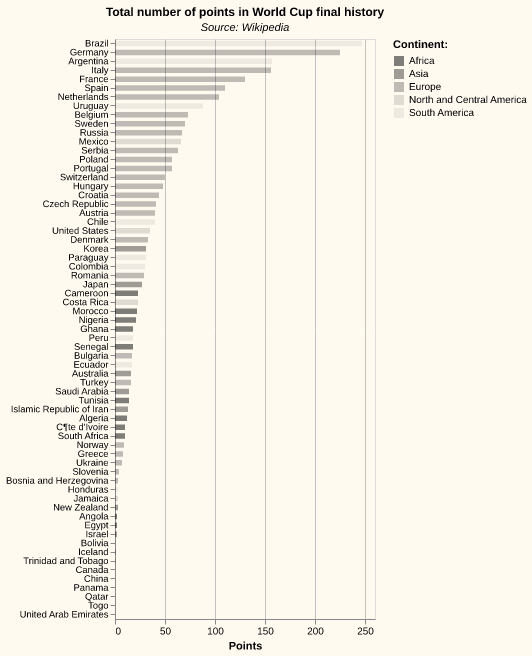 Total number of points in World Cup final history
Source: Wikipedia
Continent:
Africa
Asia
Europe
North and Central America
South America
Brazil
Germany
Argentina
Italy
France
Spain
Netherlands
Uruguay
Belgium
Sweden
Russia
Mexico
Serbia
Poland
Portugal
Switzerland
Hungary
Croatia
Czech Republic
Austria
Chile
United States
Denmark
Korea
Paraguay
Colombia
Romania
Japan
Cameroon
Costa Rica
Morocco
Nigeria
Ghana
Peru
Senegal
Bulgaria
Ecuador
Australia
Turkey
Saudi Arabia
Tunisia
Islamic Republic of Iran
Algeria
C¶te d'Ivoire
South Africa
Norway
Greece
Ukraine
Slovenia
Bosnia and Herzegovina
Honduras
Jamaica
New Zealand
Angola
Egypt
Israel
Bolivia
Iceland
Trinidad and Tobago
Canada
China
Panama
Qatar
Togo
United Arab Emirates
0 50 100 150 200 250
Points